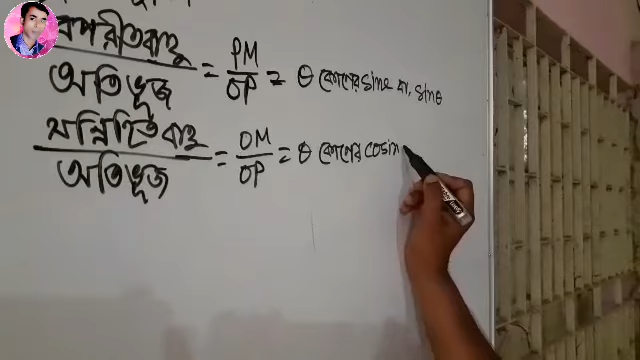 বিপরীতবাহু / অতিভূজ = PM / OP = θ কোণের sine বা, sinθ
সন্নিহিত বাহু / অতিভূজ = OM / OP = θ কোণের cosin